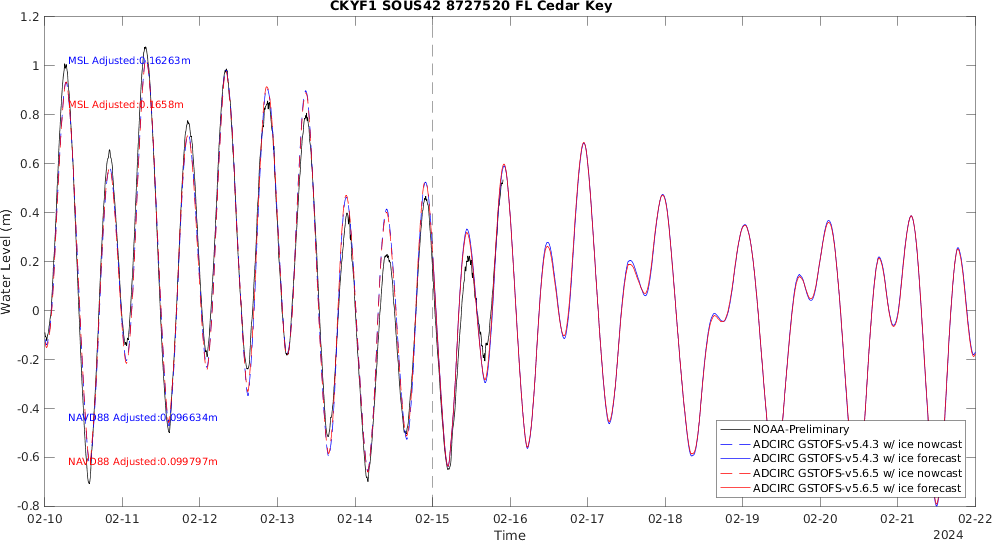 CKYF1 SOUS42 8727520 FL Cedar Key
1.2
1
0.8
0.6
0.4
0.2
0
-0.2
-0.4
-0.6
-0.8
Water Level (m)
MSL Adjusted:0.16263m
MSL Adjusted:0.1658m
NAVD88 Adjusted:0.096634m
NAVD88 Adjusted:0.099797m
NOAA-Preliminary
ADCIRC GSTOFS-v5.4.3 w/ ice nowcast
ADCIRC GSTOFS-v5.4.3 w/ ice forecast
ADCIRC GSTOFS-v5.6.5 w/ ice nowcast
ADCIRC GSTOFS-v5.6.5 w/ ice forecast
02-10 02-11 02-12 02-13 02-14 02-15 02-16 02-17 02-18 02-19 02-20 02-21 02-22
Time
2024